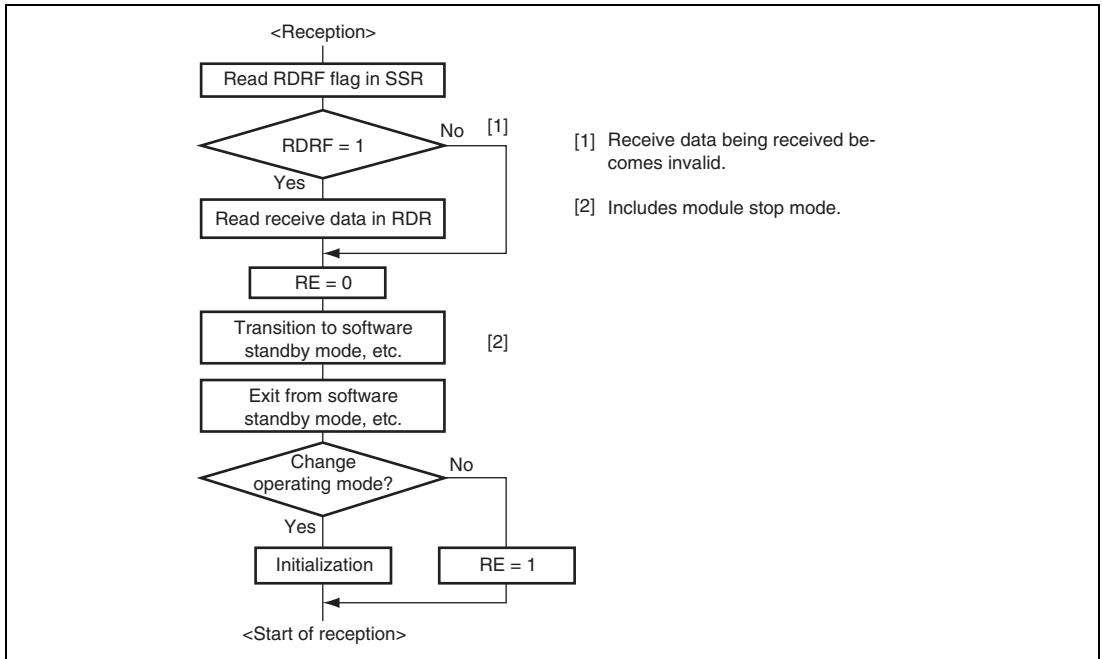 <Reception>
Read RDRF flag in SSR
RDRF = 1
No
[1]
Yes
Read receive data in RDR
RE = 0
Transition to software
standby mode, etc.
[2]
Exit from software
standby mode, etc.
Change
operating mode?
No
Yes
Initialization
RE = 1
<Start of reception>
[1] Receive data being received be-
comes invalid.
[2] Includes module stop mode.